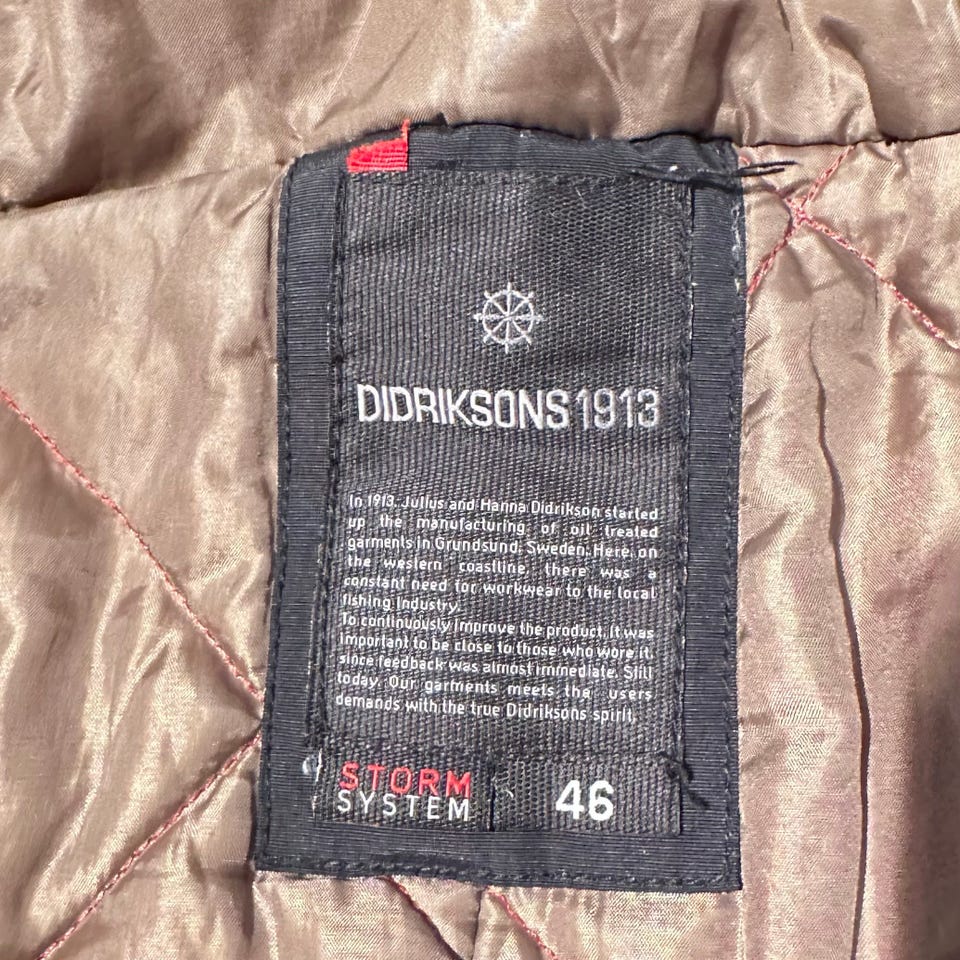 DIDRIKSONS1913
In 1913, Julius and Hanna Didrikson started
up the manufacturing of oil treated
garments in Grundsund, Sweden. Here, on
the western coastline, there was a
constant need for workwear to the local
fishing industry.
To continuously improve the product, it was
important to be close to those who wore it,
since feedback was almost immediate. Still
today, Our garments meets the users
demands with the true Didriksons spirit.
STORM
SYSTEM
46